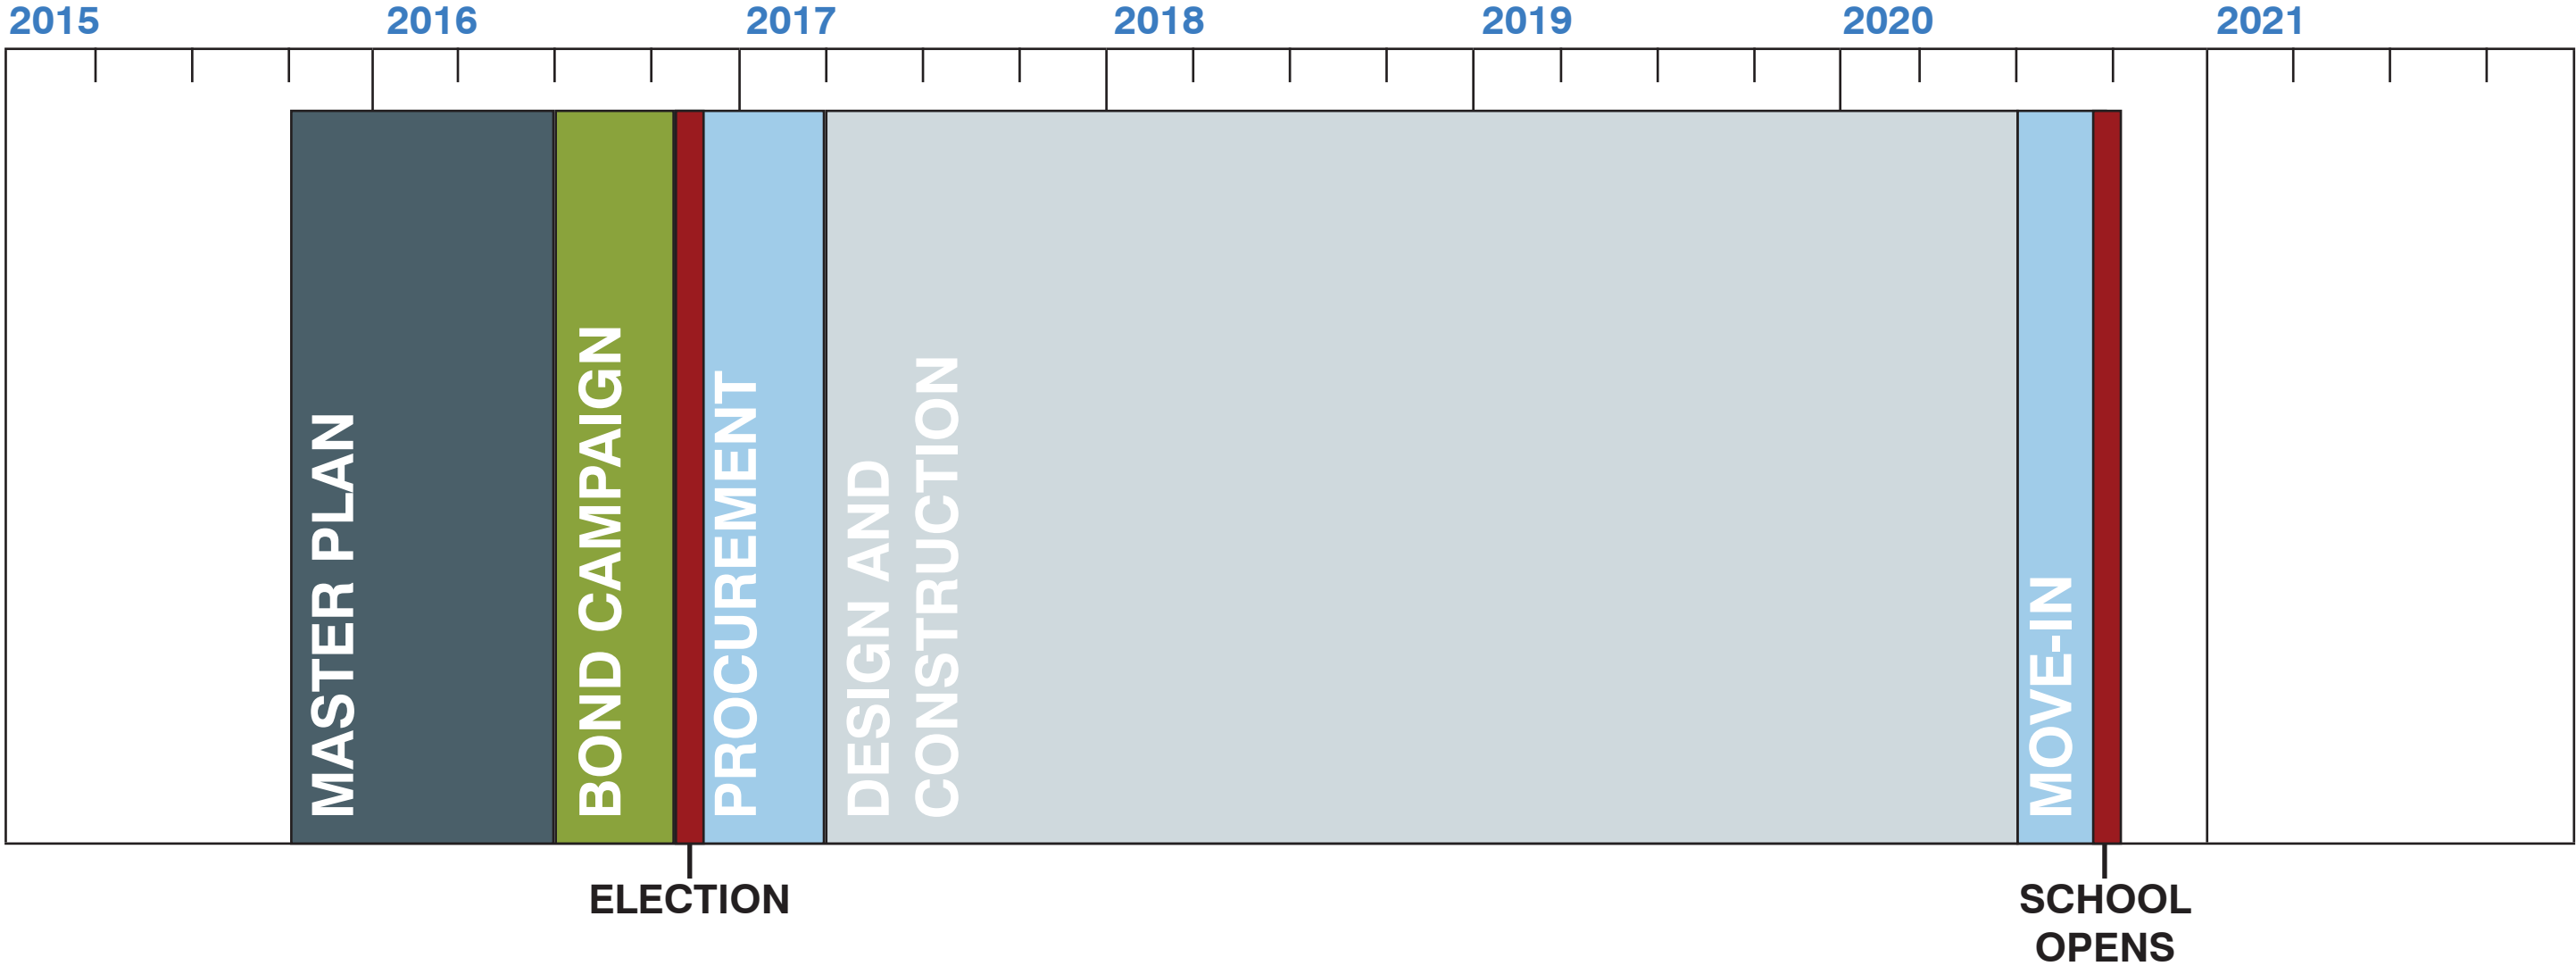 2015 2016 2017 2018 2019 2020 2021
MASTER PLAN
BOND CAMPAIGN
PROCUREMENT
DESIGN AND
CONSTRUCTION
MOVE-IN
ELECTION
SCHOOL
OPENS